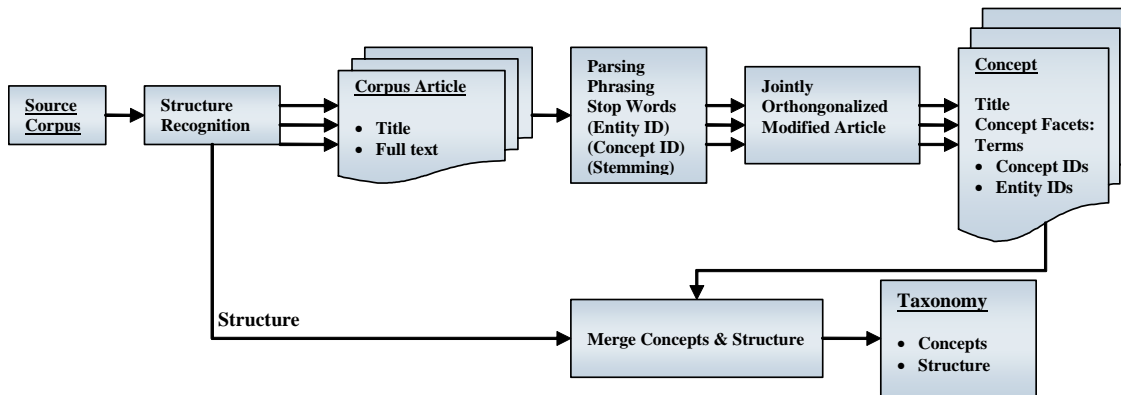 Source
Corpus
Structure
Recognition
Corpus Article
• Title
• Full text
Parsing
Phrasing
Stop Words
(Entity ID)
(Concept ID)
(Stemming)
Jointly
Orthongonalized
Modified Article
Concept
Title
Concept Facets:
Terms
• Concept IDs
• Entity IDs
Structure
Merge Concepts & Structure
Taxonomy
• Concepts
• Structure